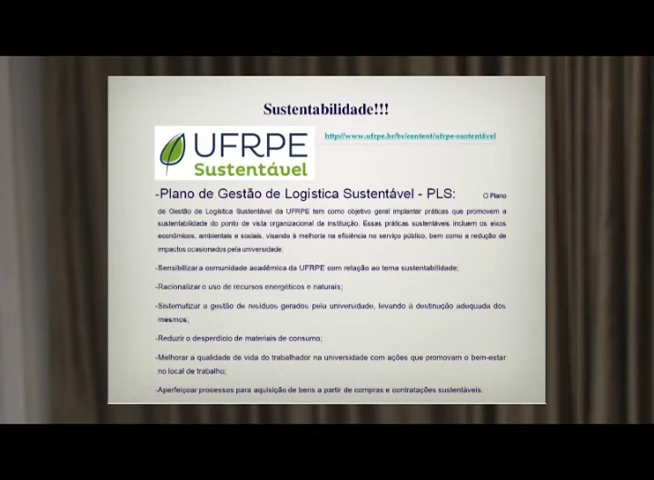 Sustentabilidade!!!
UFRPE
Sustentável
http://www.ufrpe.br/br/content/ufrpe-sustentável
-Plano de Gestão de Logística Sustentável - PLS: O Plano
de Gestão de Logística Sustentável da UFRPE tem como objetivo geral implantar práticas que promovem a
sustentabilidade do ponto de vista organizacional da instituição. Essas práticas sustentáveis incluem os eixos
econômicos, ambientais e sociais, visando à melhoria na eficiência no serviço público, bem como a redução de
impactos ocasionados pela universidade;
-Sensibilizar a comunidade acadêmica da UFRPE com relação ao tema sustentabilidade;
-Racionalizar o uso de recursos energéticos e naturais;
-Sistematizar a gestão de resíduos gerados pela universidade, levando à destituição adequada dos
mesmos;
-Reduzir o desperdício de materiais de consumo;
-Melhorar a qualidade de vida do trabalhador na universidade com ações que promovam o bem-estar
no local de trabalho;
-Aperfeiçoar processos para aquisição de bens a partir de compras e contratações sustentáveis.